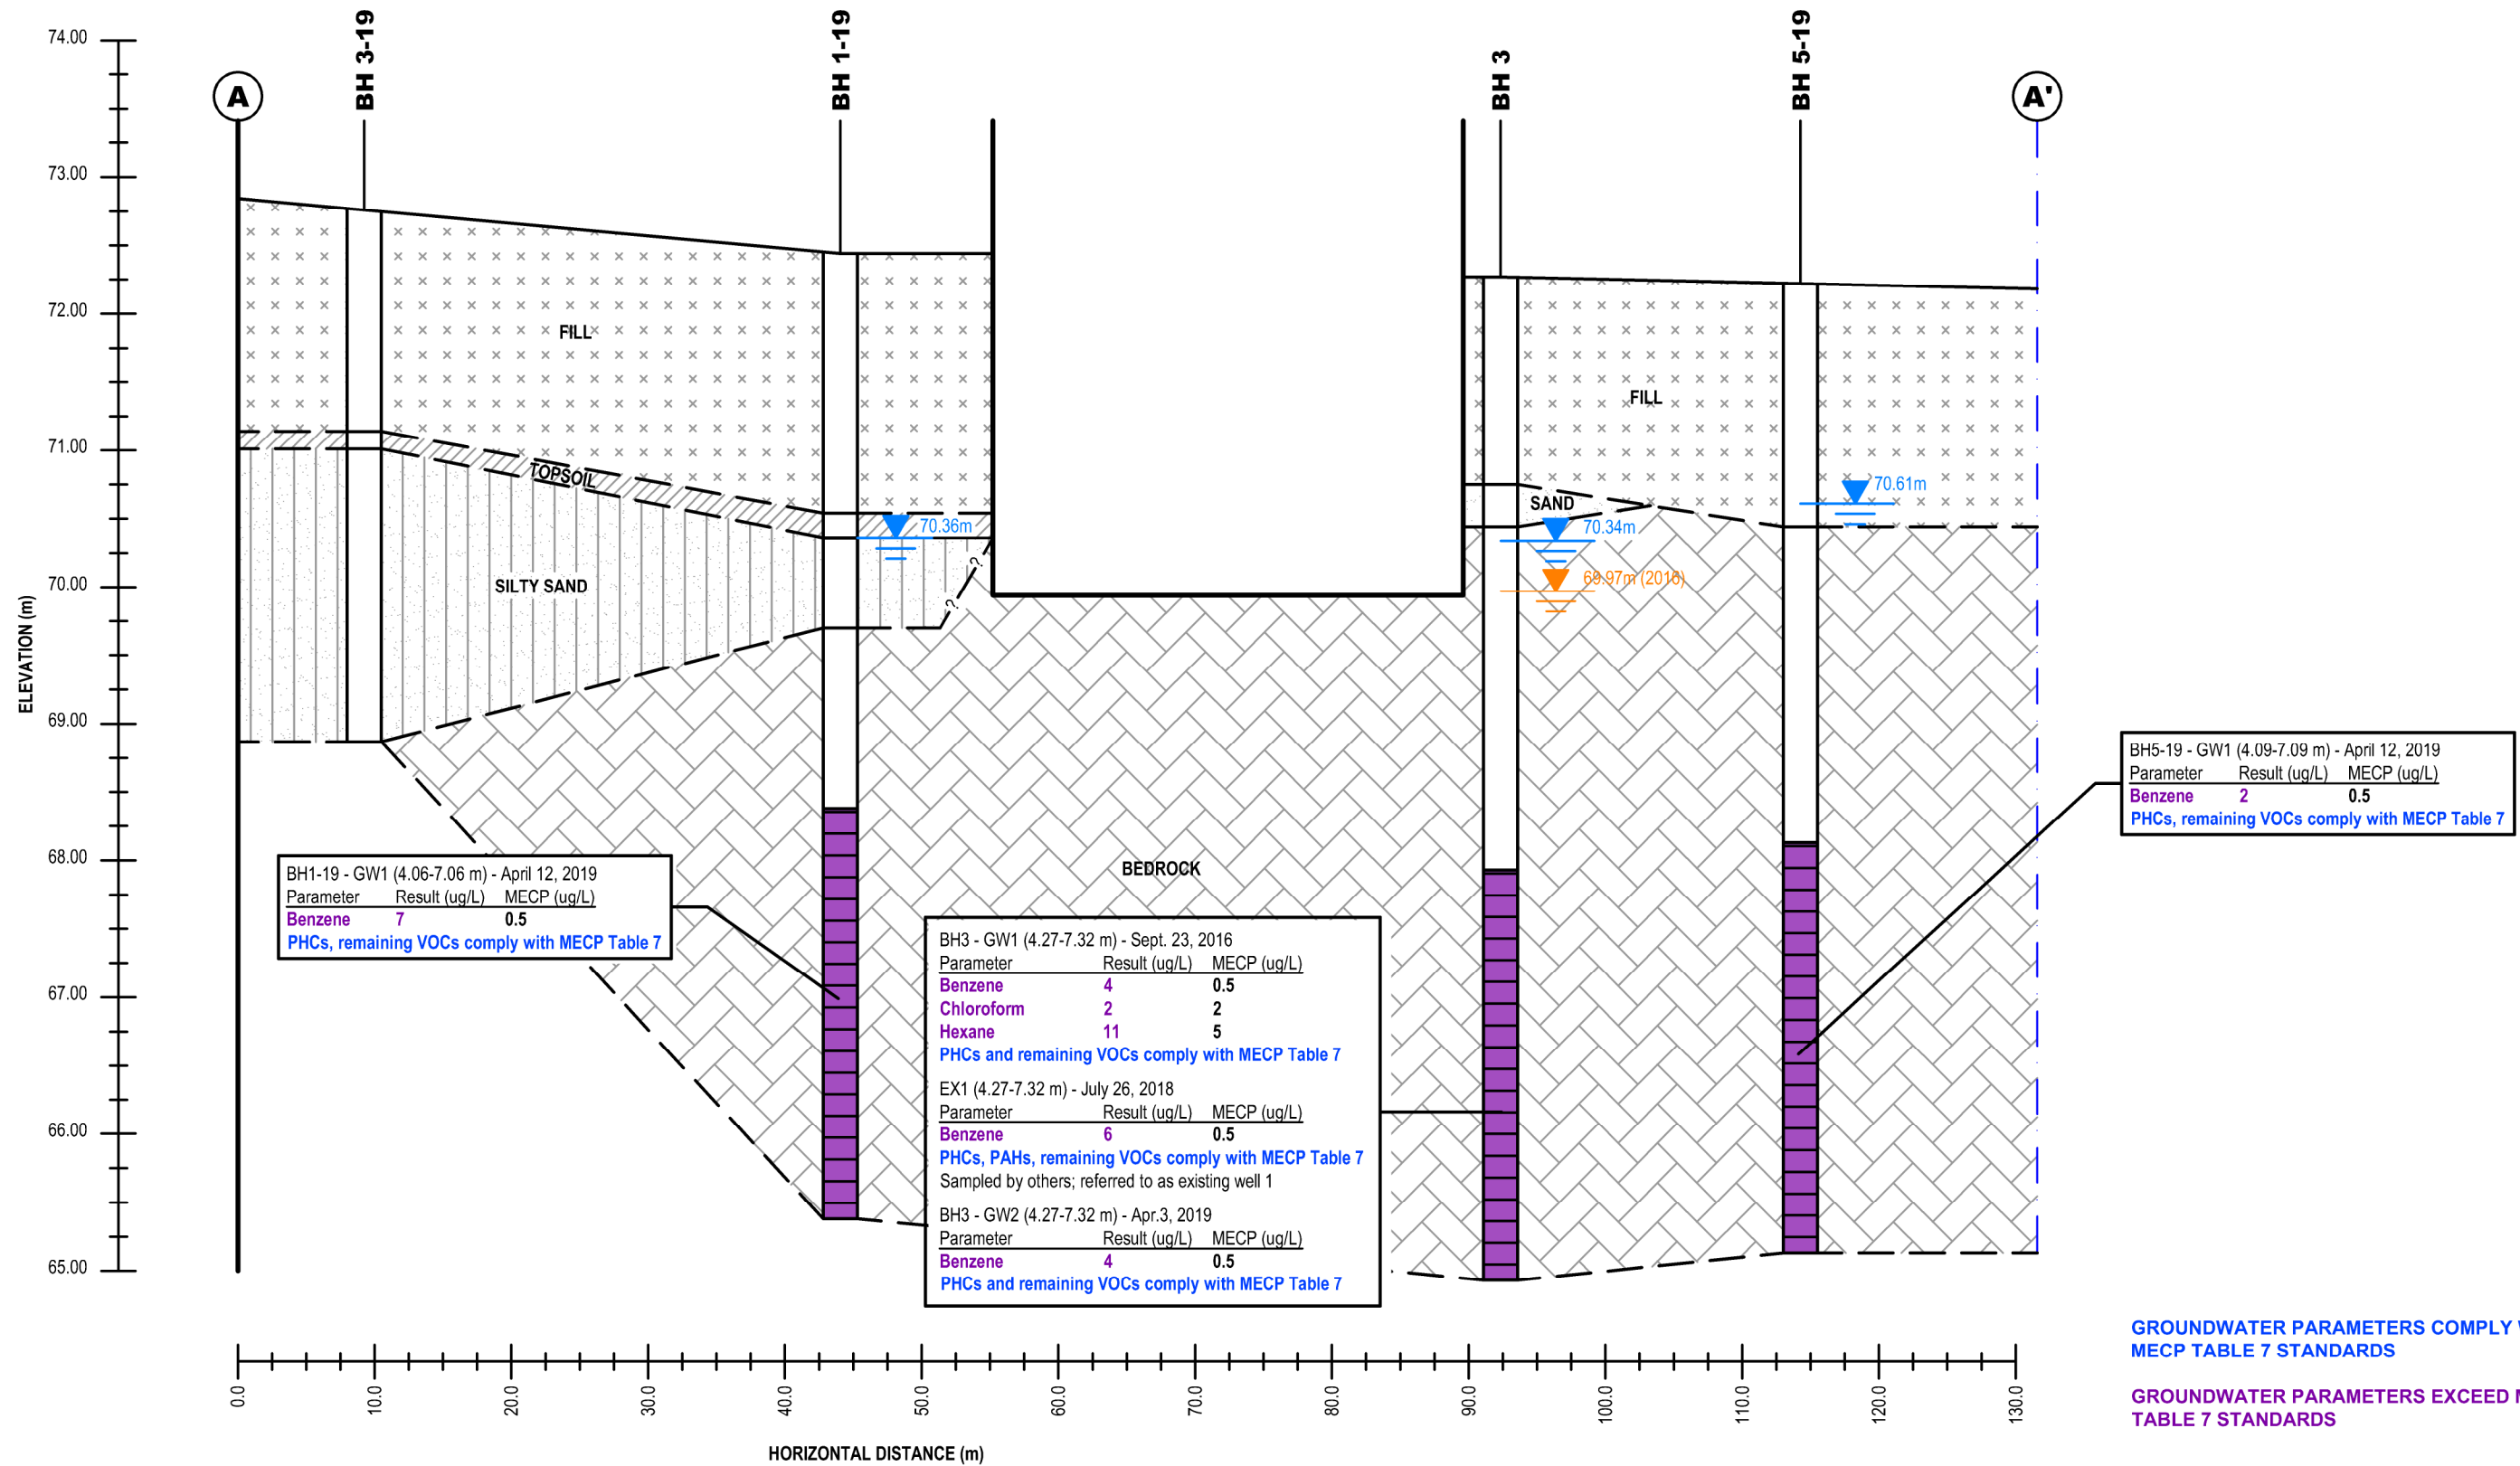 BH 3-19
BH 1-19
BH 3
BH 5-19
A
A'
74.00
73.00
72.00
71.00
70.00
69.00
68.00
67.00
66.00
65.00
ELEVATION (m)
FILL
TOPSOIL
SILTY SAND
70.36m
FILL
SAND
70.34m
69.97m (2016)
70.61m
BEDROCK
BH5-19 - GW1 (4.09-7.09 m) - April 12, 2019
Parameter Result (ug/L) MECP (ug/L)
Benzene 2 0.5
PHCs, remaining VOCs comply with MECP Table 7
BH1-19 - GW1 (4.06-7.06 m) - April 12, 2019
Parameter Result (ug/L) MECP (ug/L)
Benzene 7 0.5
PHCs, remaining VOCs comply with MECP Table 7
BH3 - GW1 (4.27-7.32 m) - Sept. 23, 2016
Parameter Result (ug/L) MECP (ug/L)
Benzene 4 0.5
Chloroform 2 2
Hexane 11 5
PHCs and remaining VOCs comply with MECP Table 7
EX1 (4.27-7.32 m) - July 26, 2018
Parameter Result (ug/L) MECP (ug/L)
Benzene 6 0.5
PHCs, PAHs, remaining VOCs comply with MECP Table 7
Sampled by others; referred to as existing well 1
BH3 - GW2 (4.27-7.32 m) - Apr.3, 2019
Parameter Result (ug/L) MECP (ug/L)
Benzene 4 0.5
PHCs and remaining VOCs comply with MECP Table 7
?
?
0.0
10.0
20.0
30.0
40.0
50.0
60.0
70.0
80.0
90.0
100.0
110.0
120.0
130.0
HORIZONTAL DISTANCE (m)
GROUNDWATER PARAMETERS COMPLY
MECP TABLE 7 STANDARDS
GROUNDWATER PARAMETERS EXCEED
TABLE 7 STANDARDS